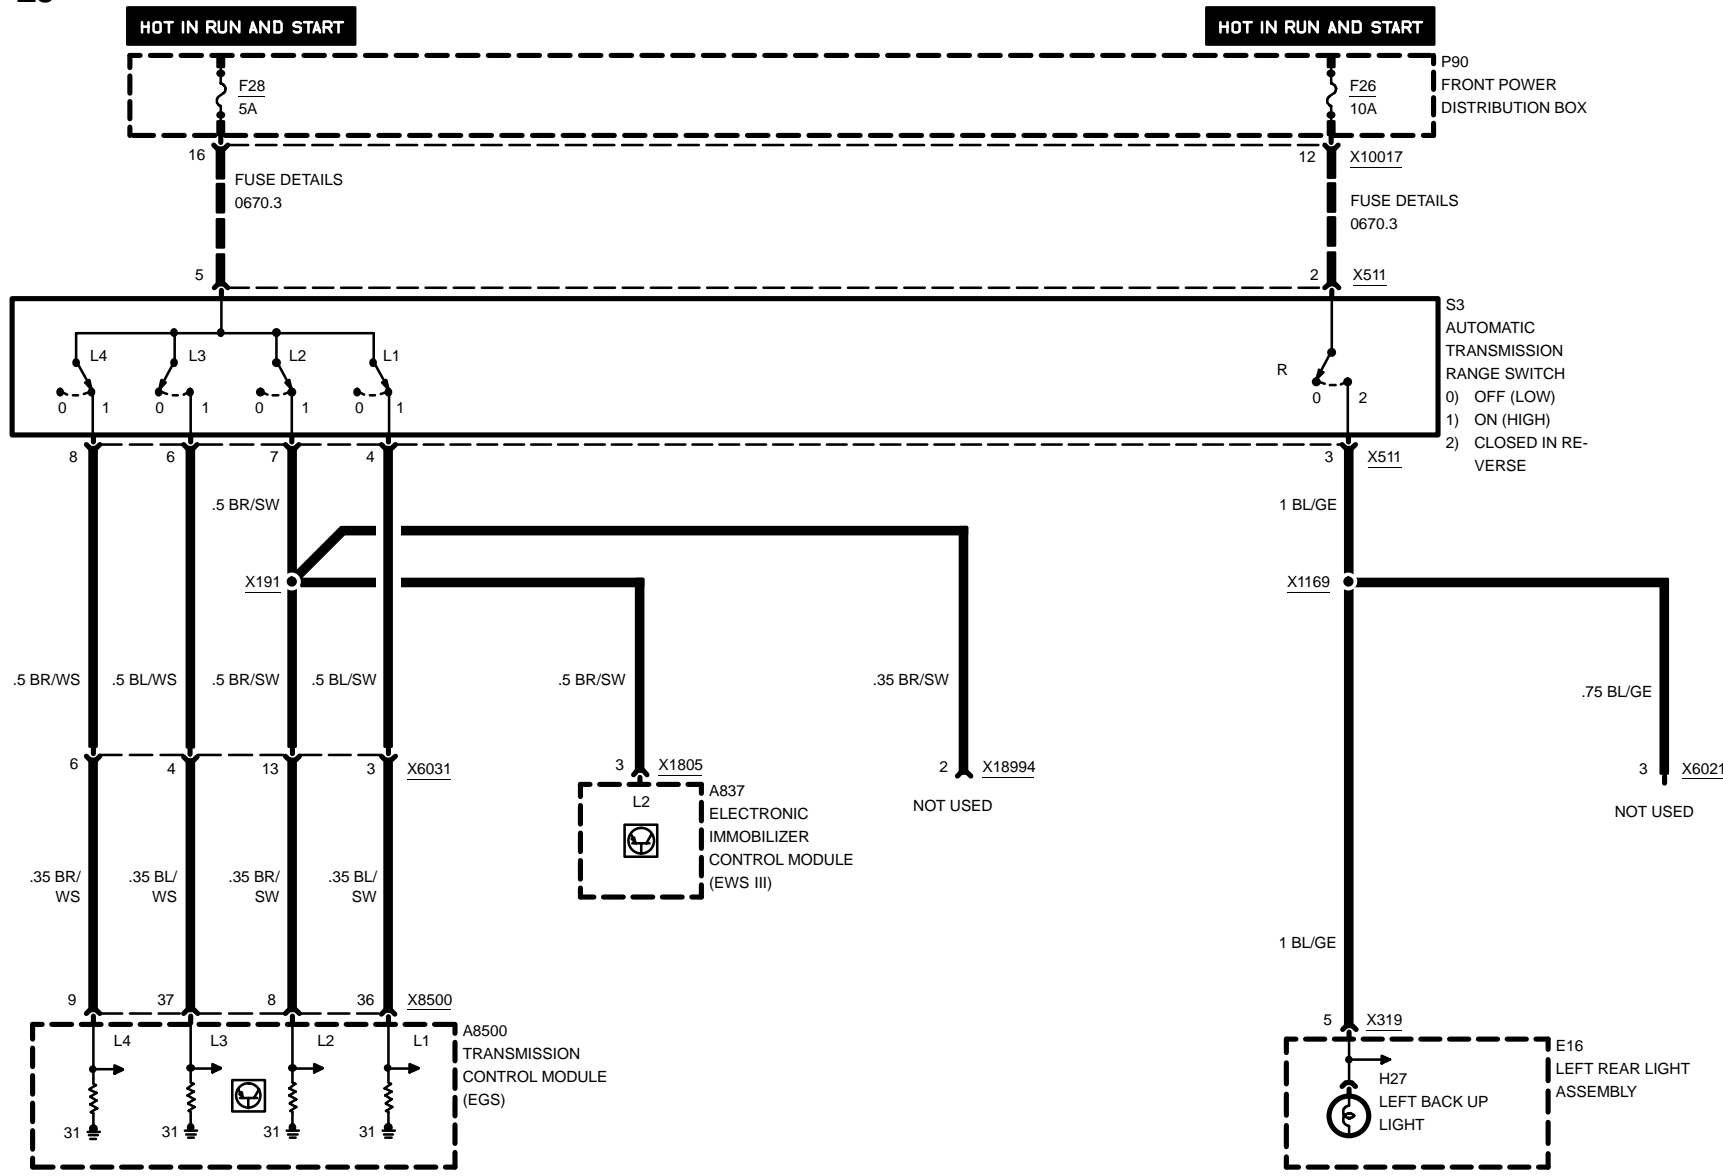 HOT IN RUN AND START
HOT IN RUN AND START
F28
5A
F26
10A
P90
FRONT POWER
DISTRIBUTION BOX
16
12 X10017
FUSE DETAILS
0670.3
FUSE DETAILS
0670.3
5
2 X511
S3
AUTOMATIC
TRANSMISSION
RANGE SWITCH
0) OFF (LOW)
1) ON (HIGH)
2) CLOSED IN RE-
VERSE
L4 L3 L2 L1
R
0 1 0 1 0 1 0 1
0 2
8 6 7 4
3 X511
.5 BR/SW
1 BL/GE
X191
X1169
.5 BR/WS .5 BL/WS .5 BR/SW .5 BL/SW
.5 BR/SW
.35 BR/SW
.75 BL/GE
6 4 13 3 X6031
3 X1805
2 X18994
NOT USED
3 X6021
NOT USED
L2
A837
ELECTRONIC
IMMOBILIZER
CONTROL MODULE
(EWS III)
.35 BR/
WS
.35 BL/
WS
.35 BR/
SW
.35 BL/
SW
1 BL/GE
9 37 8 36 X8500
5 X319
L4 L3 L2 L1
31 31 31 31
A8500
TRANSMISSION
CONTROL MODULE
(EGS)
H27
LEFT BACK UP
LIGHT
E16
LEFT REAR LIGHT
ASSEMBLY